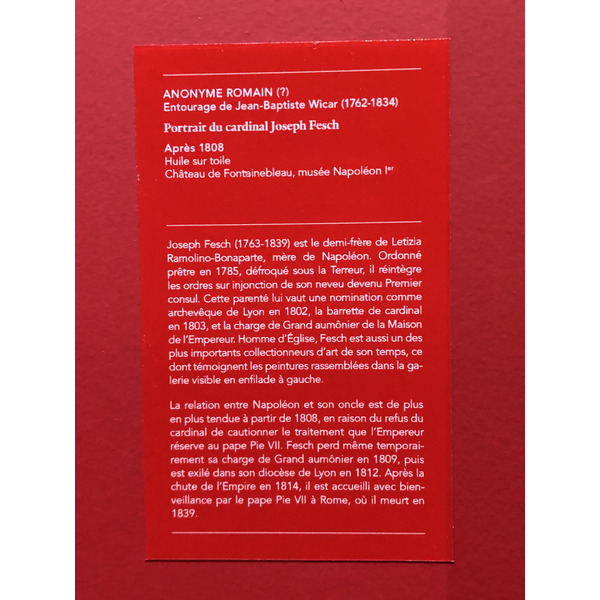 ANONYME ROMAIN (?)
Entourage de Jean-Baptiste Wicar (1762-1834)
Portrait du cardinal Joseph Fesch
Après 1808
Huile sur toile
Château de Fontainebleau, musée Napoléon Iᵉʳ
Joseph Fesch (1763-1839) est le demi-frère de Letizia
Ramolino-Bonaparte, mère de Napoléon. Ordonné
prêtre en 1785, défroqué sous la Terreur, il réintègre
les ordres sur injonction de son neveu devenu Premier
consul. Cette parenté lui vaut une nomination comme
archevêque de Lyon en 1802, la barrette de cardinal
en 1803, et la charge de Grand aumônier de la Maison
de l'Empereur. Homme d'Église, Fesch est aussi un des
plus importants collectionneurs d'art de son temps, ce
dont témoignent les peintures rassemblées dans la ga-
lerie visible en enfilade à gauche.
La relation entre Napoléon et son oncle est de plus
en plus tendue à partir de 1808, en raison du refus du
cardinal de cautionner le traitement que l'Empereur
réserve au pape Pie VII. Fesch perd même temporai-
rement sa charge de Grand aumônier en 1809, puis
est exilé dans son diocèse de Lyon en 1812. Après la
chute de l'Empire en 1814, il est accueilli avec bien-
veillance par le pape Pie VII à Rome, où il meurt en
1839.